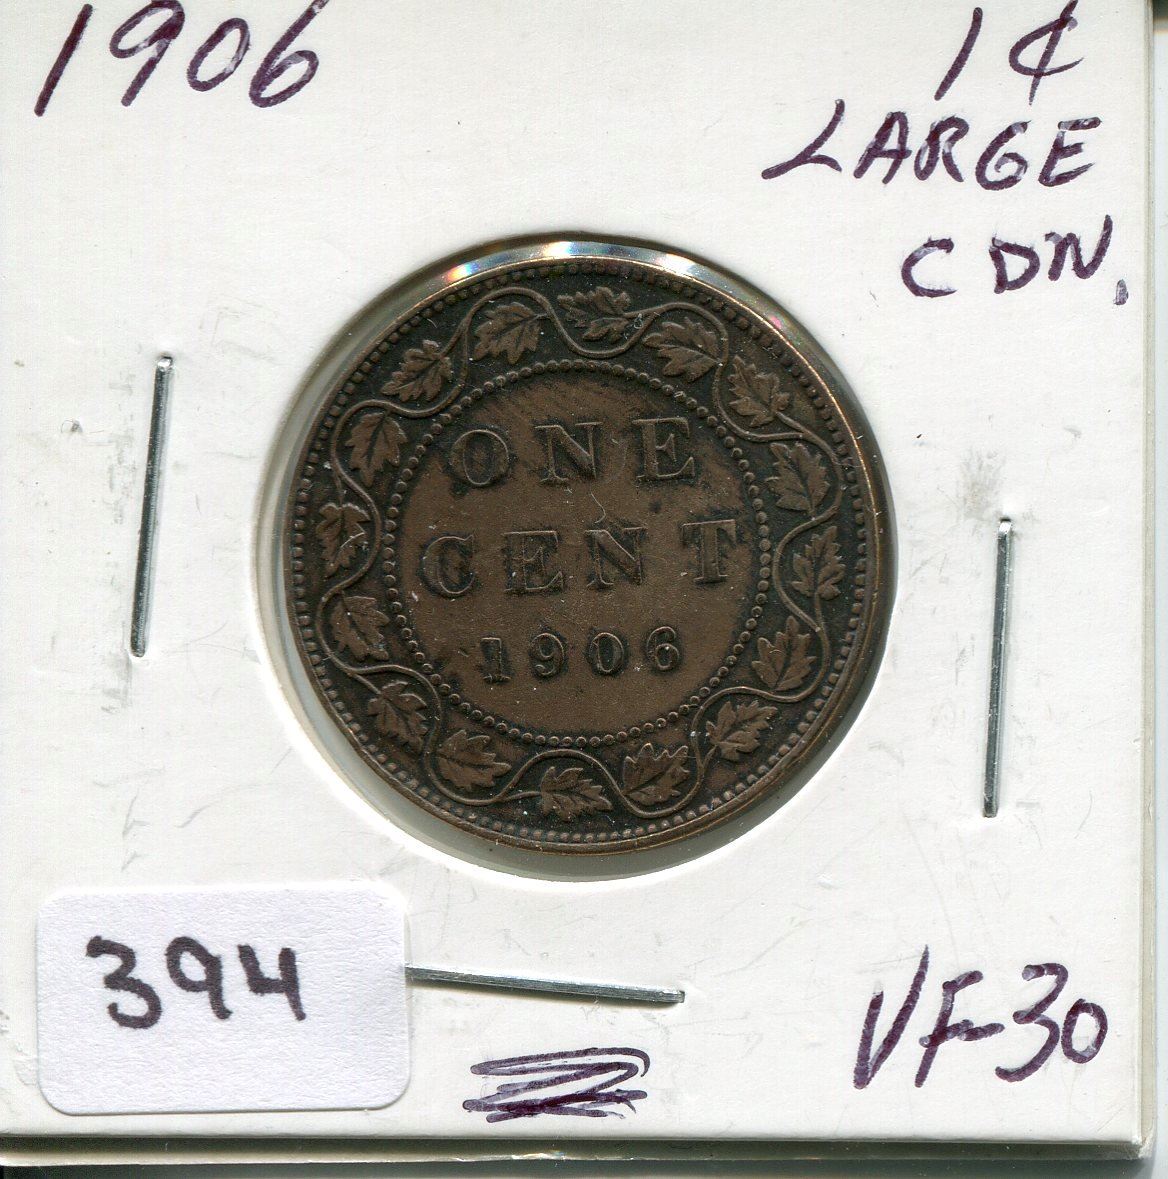 1906
1¢
LARGE
CDN.
ONE
CENT
1906
394
VF-30